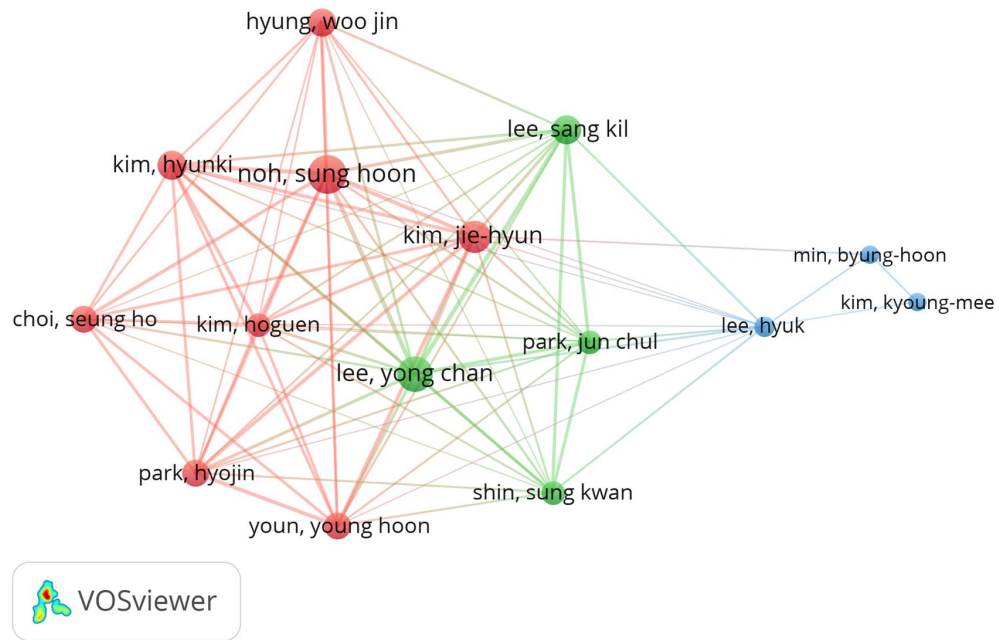 hyung, woo jin
lee, sang kil
kim, hyunki
noh, sung hoon
kim, jie-hyun
min, byung-hoon
kim, kyoung-mee
choi, seung ho
kim, hoguen
lee, hyuk
park, jun chul
lee, yong chan
park, hyojin
shin, sung kwan
youn, young hoon
VOSviewer